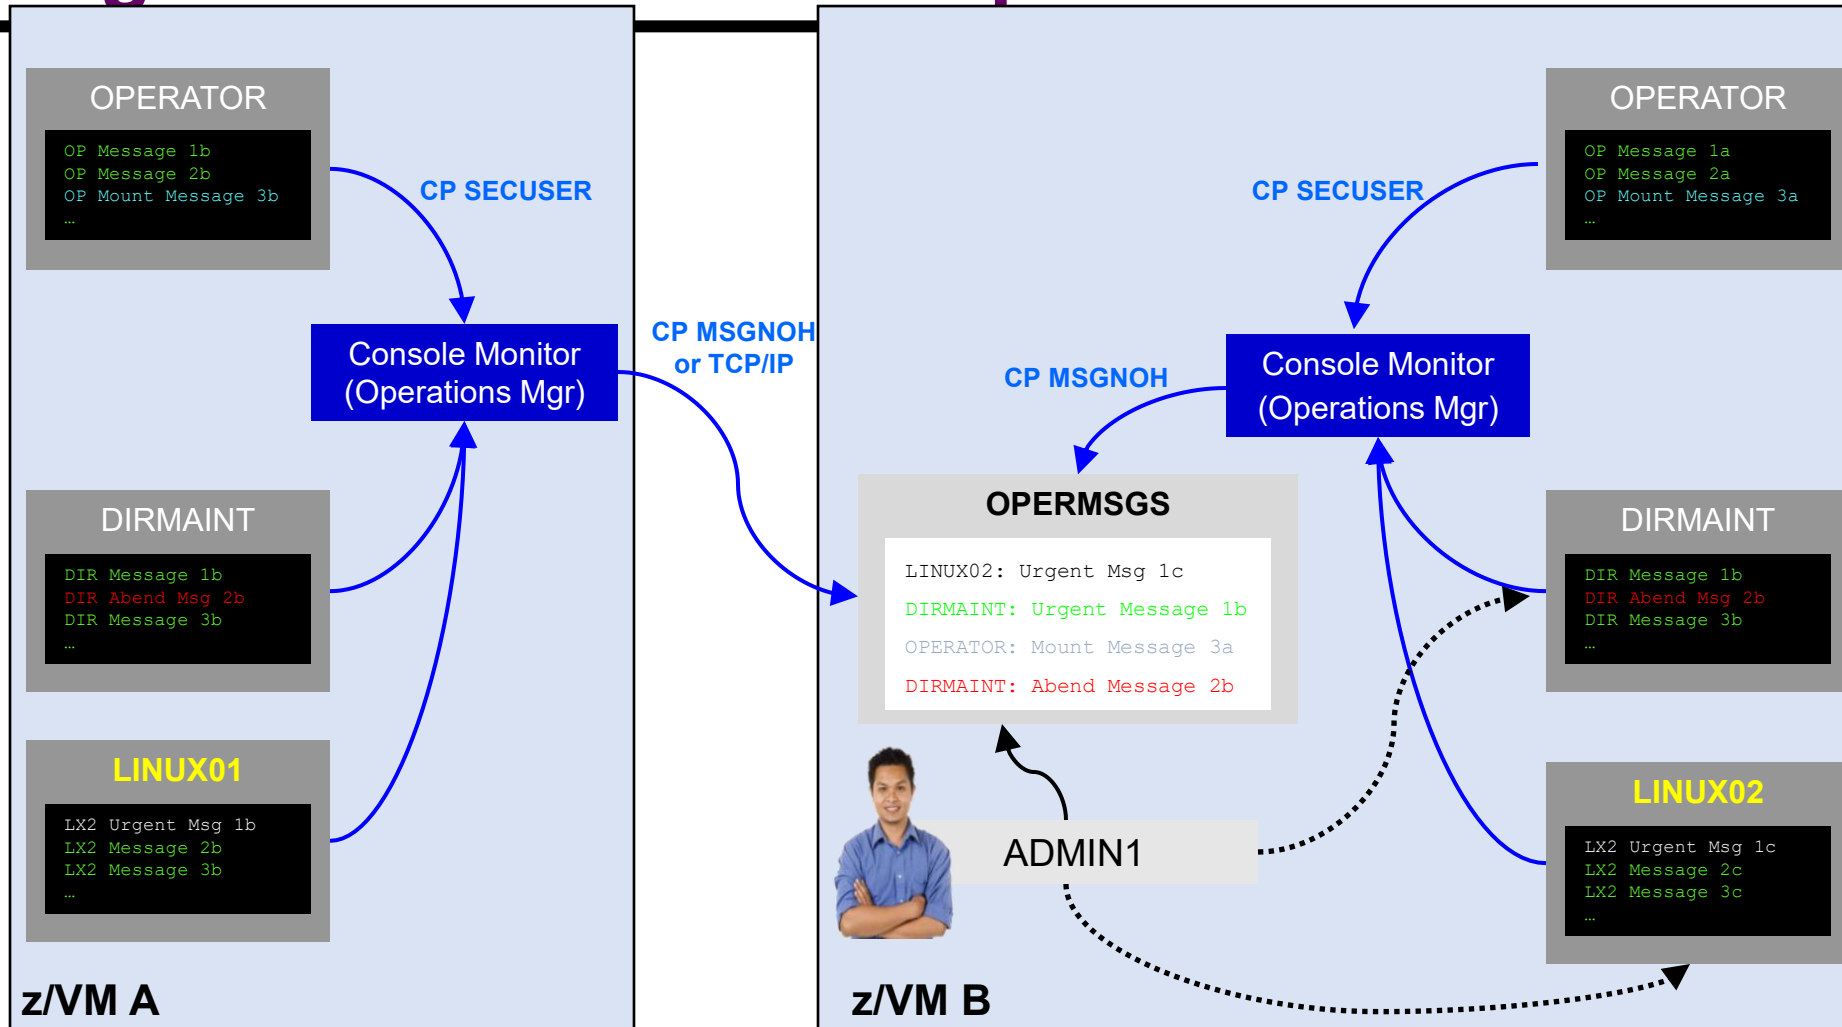 OPERATOR
OP Message 1b
OP Message 2b
OP Mount Message 3b
…
CP SECUSER
Console Monitor
(Operations Mgr)
DIRMAINT
DIR Message 1b
DIR Abend Msg 2b
DIR Message 3b
…
LINUX01
LX2 Urgent Msg 1b
LX2 Message 2b
LX2 Message 3b
…
z/VM A
CP MSGNOH
or TCP/IP
OPERATOR
OP Message 1a
OP Message 2a
OP Mount Message 3a
…
CP SECUSER
Console Monitor
(Operations Mgr)
CP MSGNOH
OPERMSGS
LINUX02: Urgent Msg 1c
DIRMAINT: Urgent Message 1b
OPERATOR: Mount Message 3a
DIRMAINT: Abend Message 2b
DIRMAINT
DIR Message 1b
DIR Abend Msg 2b
DIR Message 3b
…
ADMIN1
LINUX02
LX2 Urgent Msg 1c
LX2 Message 2c
LX2 Message 3c
…
z/VM B